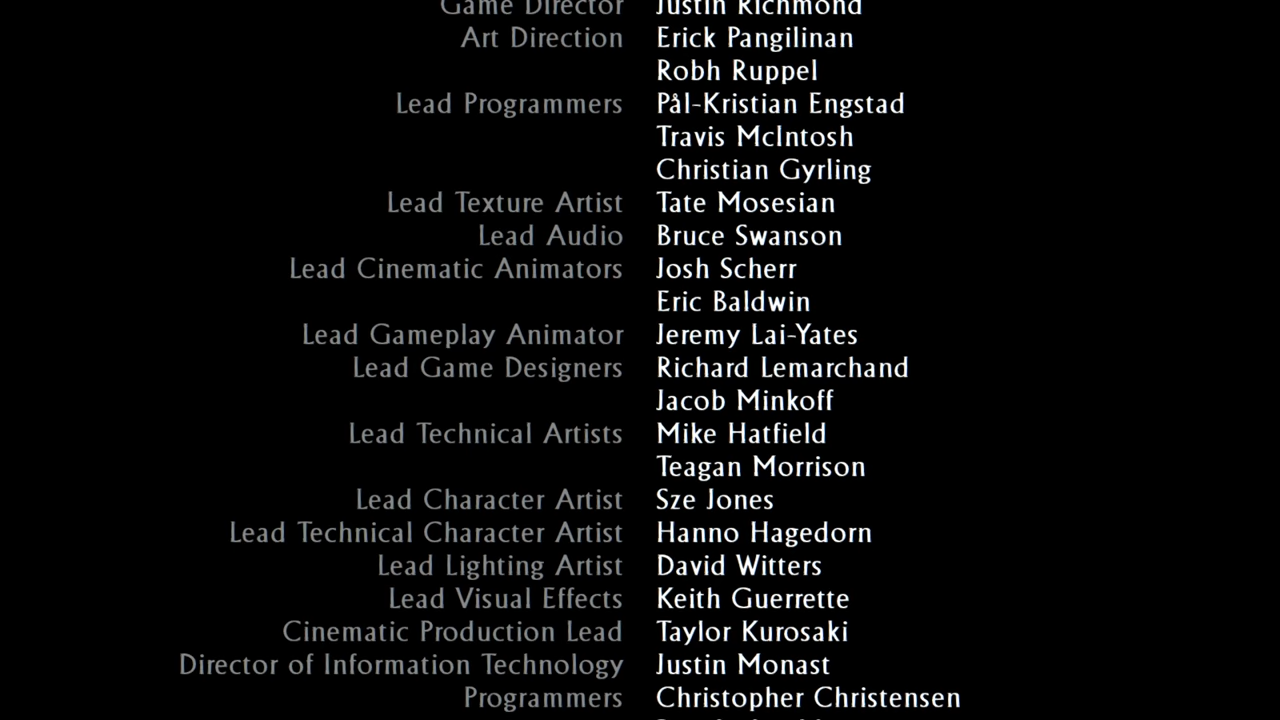 Game Director Justin Richmond
Art Direction Erick Pangilinan
Robh Ruppel
Lead Programmers Pål-Kristian Engstad
Travis McIntosh
Christian Gyrling
Lead Texture Artist Tate Mosesian
Lead Audio Bruce Swanson
Lead Cinematic Animators Josh Scherr
Eric Baldwin
Lead Gameplay Animator Jeremy Lai-Yates
Lead Game Designers Richard Lemarchand
Jacob Minkoff
Lead Technical Artists Mike Hatfield
Teagan Morrison
Lead Character Artist Sze Jones
Lead Technical Character Artist Hanno Hagedorn
Lead Lighting Artist David Witters
Lead Visual Effects Keith Guerrette
Cinematic Production Lead Taylor Kurosaki
Director of Information Technology Justin Monast
Programmers Christopher Christensen